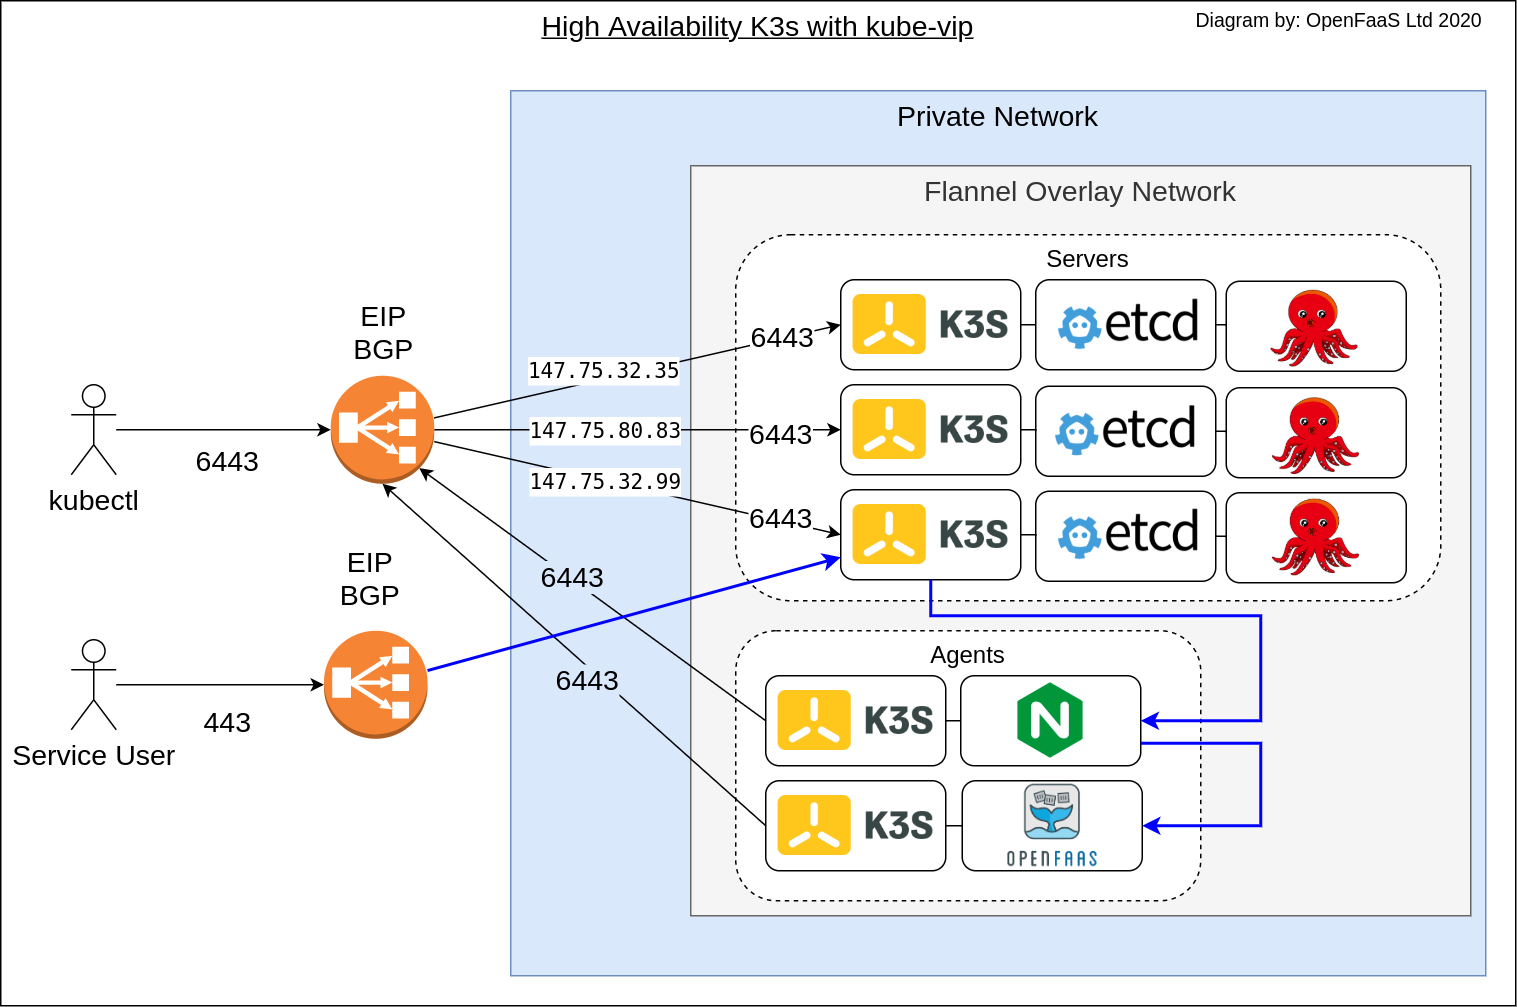 High Availability K3s with kube-vip
Diagram by: OpenFaaS Ltd 2020
Private Network
Flannel Overlay Network
Servers
EIP
BGP
kubectl
6443
147.75.32.35
6443
147.75.80.83
6443
147.75.32.99
6443
K3S
etcd
K3S
etcd
K3S
etcd
EIP
BGP
Service User
443
6443
6443
Agents
K3S
N
K3S
OPENFAAS